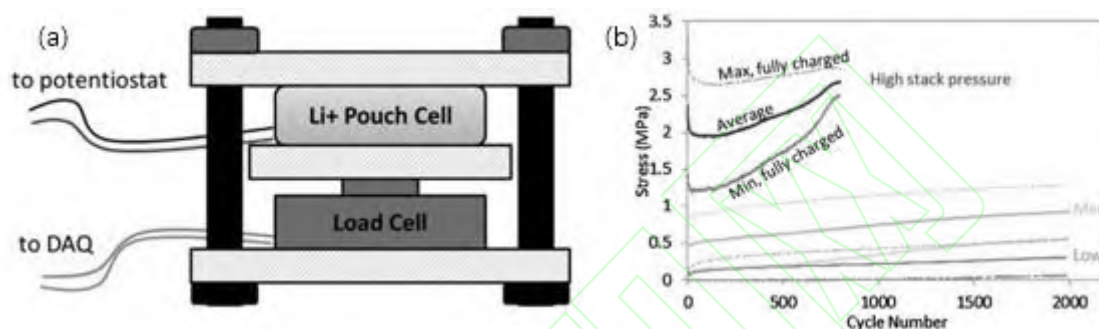 (a)
to potentiostat
Li+ Pouch Cell
Load Cell
to DAQ
(b)
Stress (MPa)
3.5
3
2.5
2
1.5
1
0.5
0
Max, fully charged
High stack pressure
Average
Min, fully charged
Low
0 500 1000 1500 2000
Cycle Number